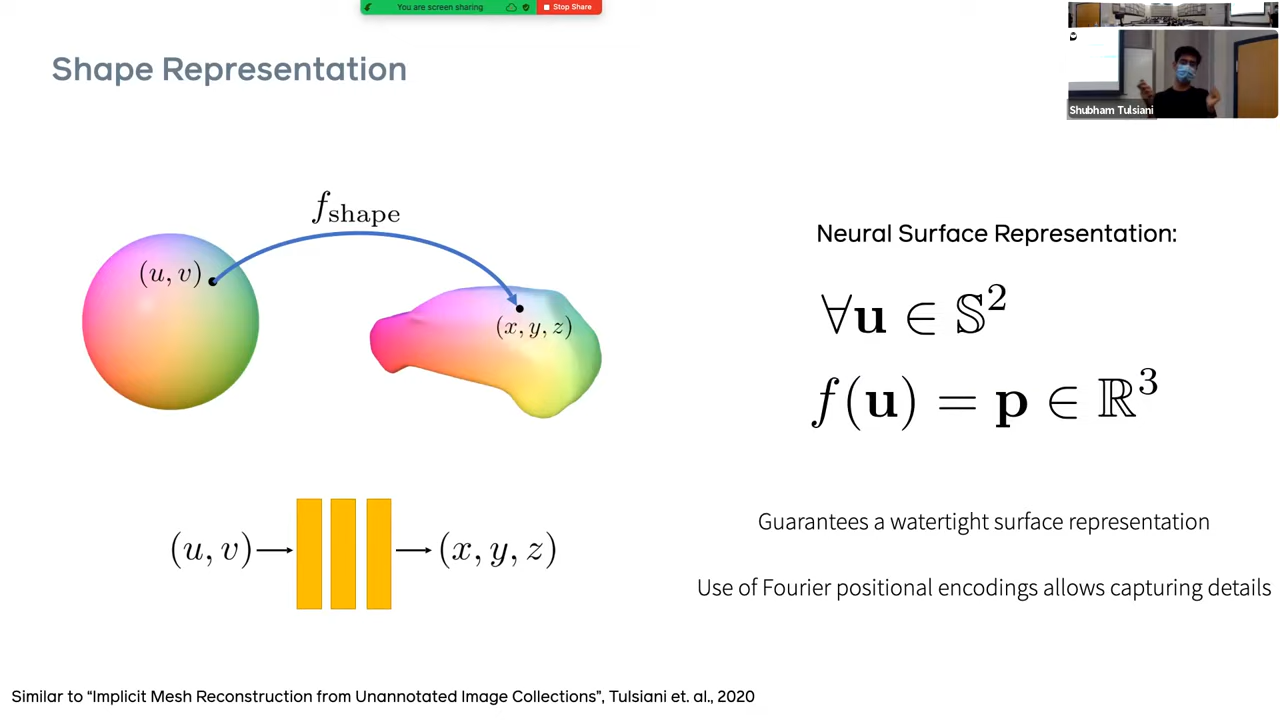 You are screen sharing
Stop Share
Shape Representation
Shubham Tulsiani
f_shape
(u, v)
(x, y, z)
Neural Surface Representation:
∀u ∈ 𝕊²
f(u) = p ∈ ℝ³
(u, v)
(x, y, z)
Guarantees a watertight surface representation
Use of Fourier positional encodings allows capturing details
Similar to “Implicit Mesh Reconstruction from Unannotated Image Collections”, Tulsiani et. al., 2020